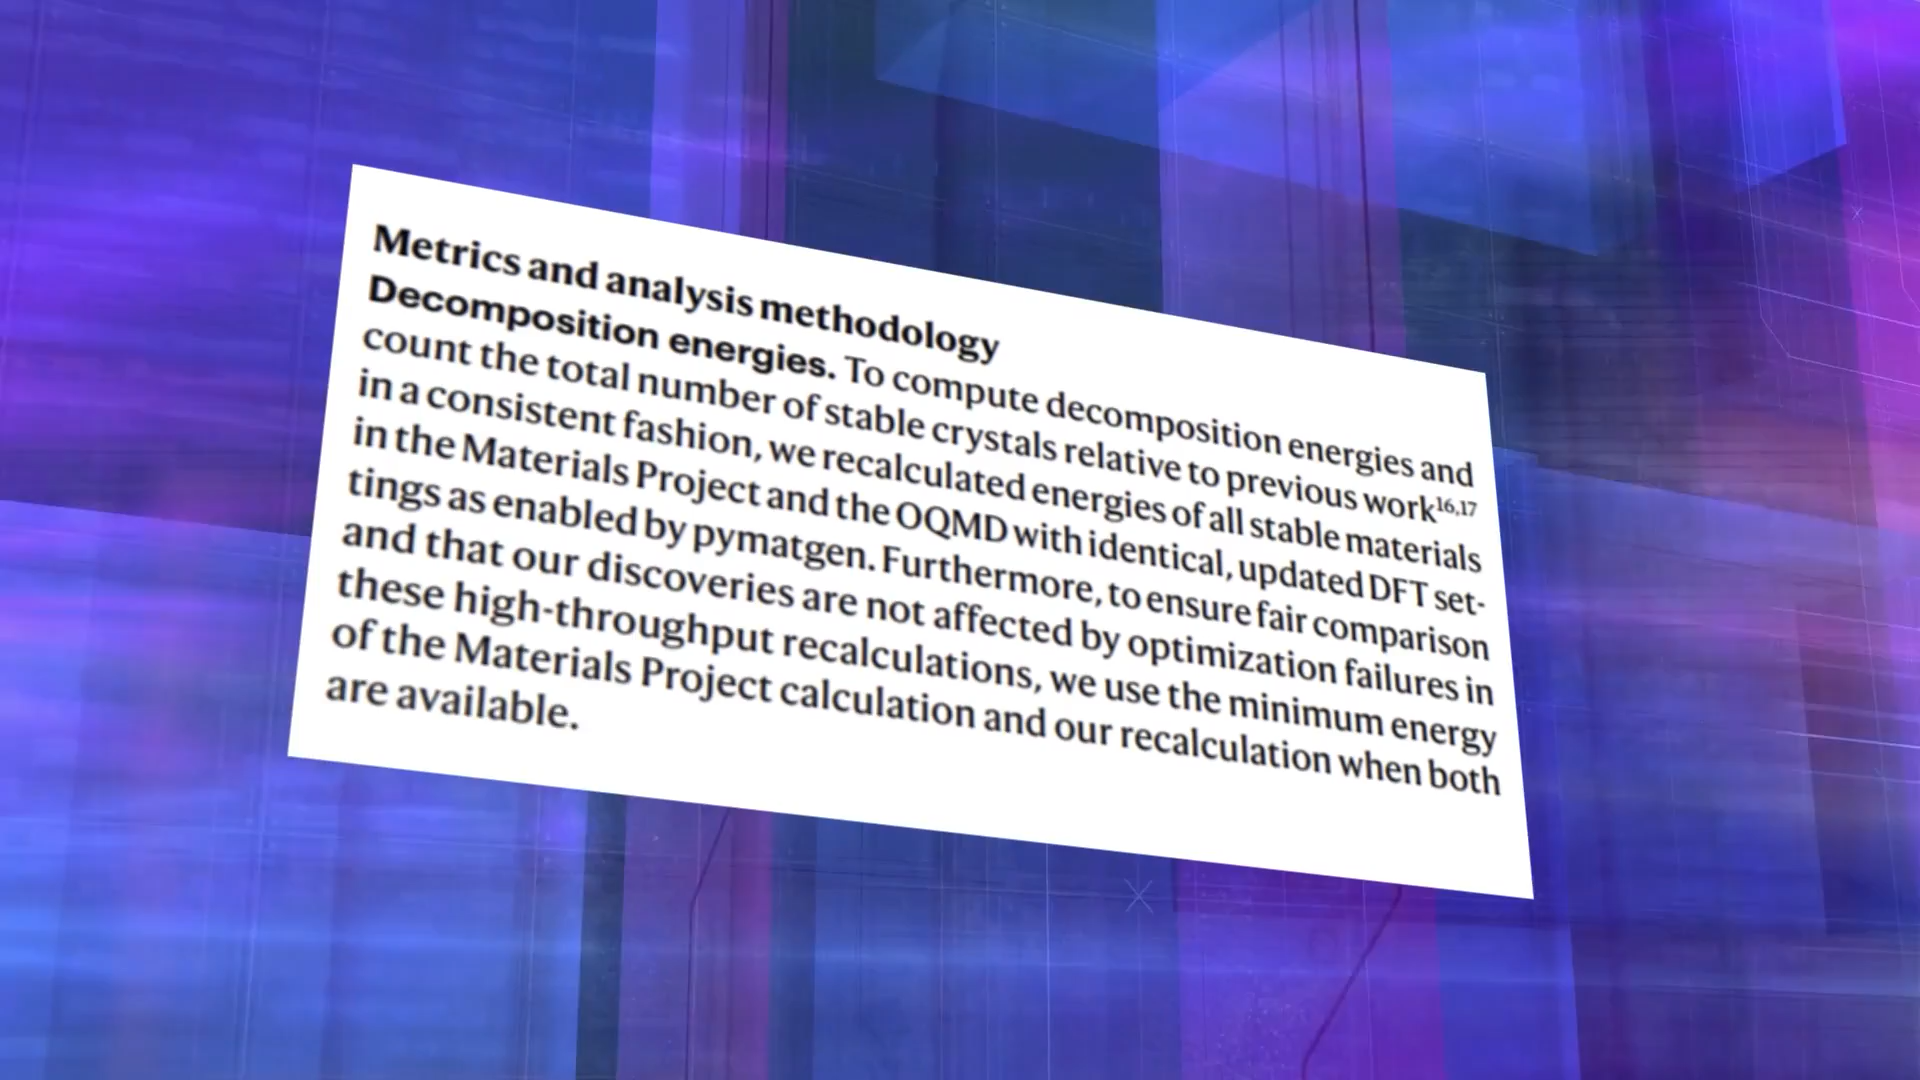 Metrics and analysis methodology
Decomposition energies. To compute decomposition energies and
count the total number of stable crystals relative to previous work16,17
in a consistent fashion, we recalculated energies of all stable materials
in the Materials Project and the OQMD with identical, updated DFT set-
tings as enabled by pymatgen. Furthermore, to ensure fair comparison
and that our discoveries are not affected by optimization failures in
these high-throughput recalculations, we use the minimum energy
of the Materials Project calculation and our recalculation when both
are available.